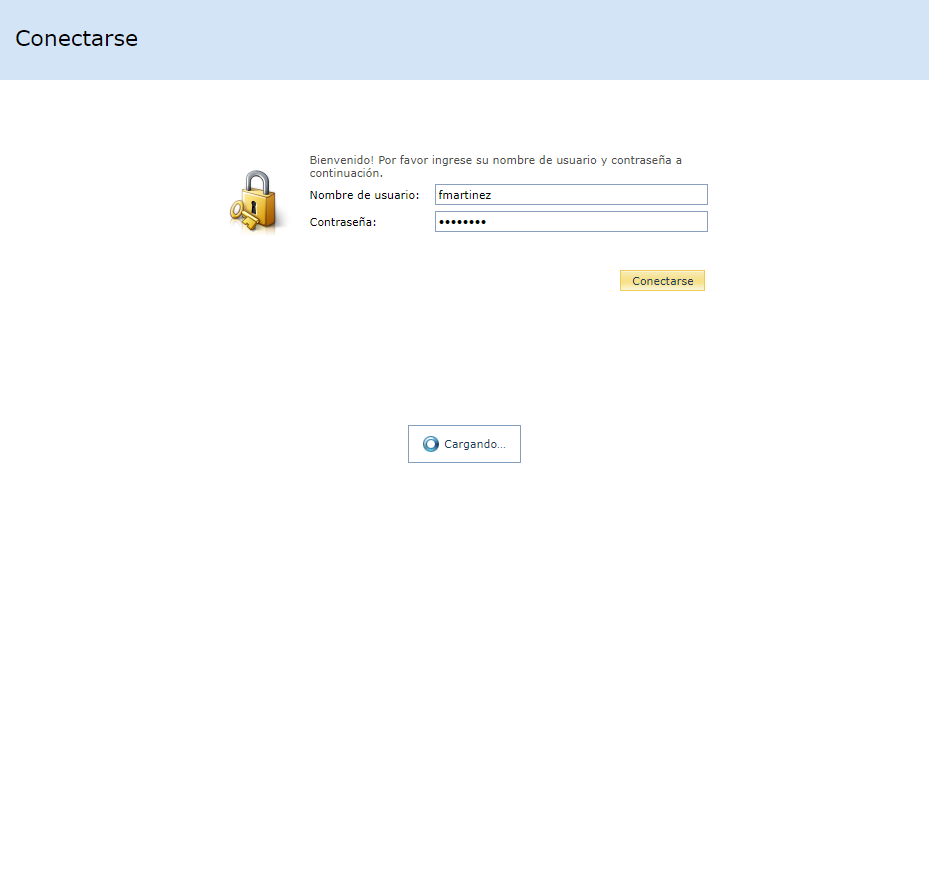 Conectarse
Bienvenido! Por favor ingrese su nombre de usuario y contraseña a
continuación.
Nombre de usuario: fmartinez
Contraseña: ••••••••
Conectarse
Cargando...